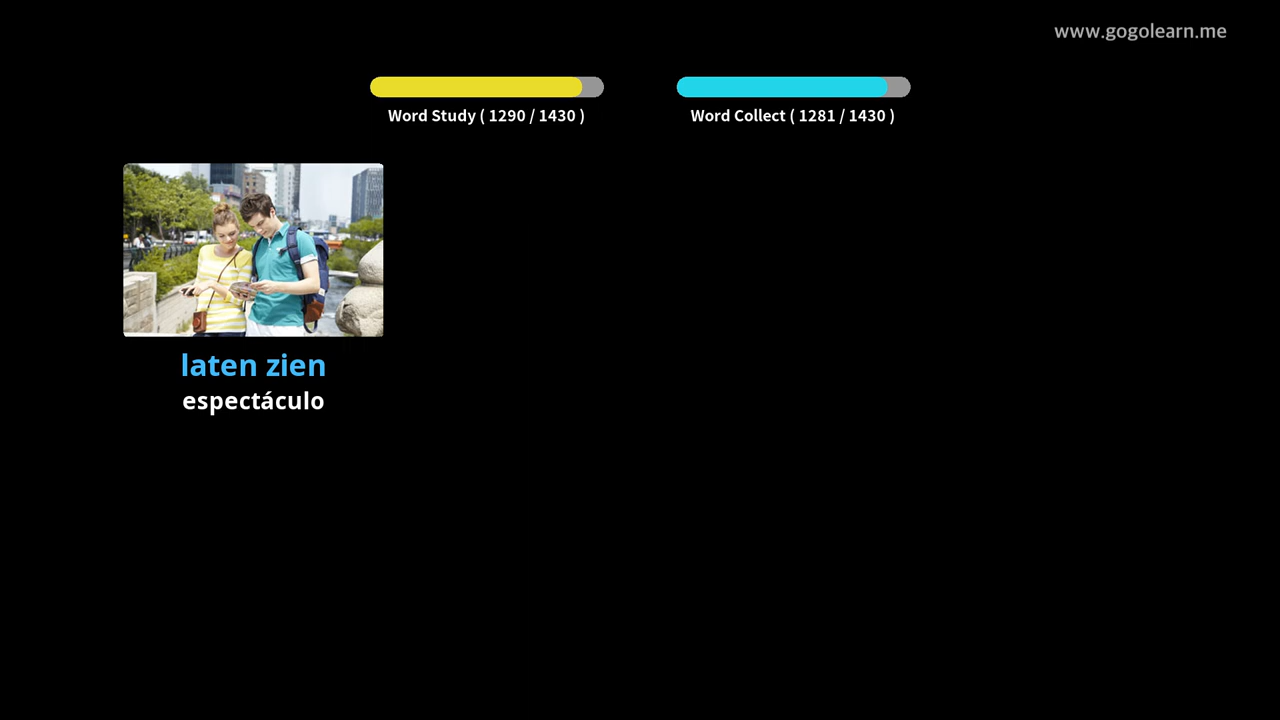 www.gogolearn.me
Word Study ( 1290 / 1430 )
Word Collect ( 1281 / 1430 )
laten zien
espectáculo